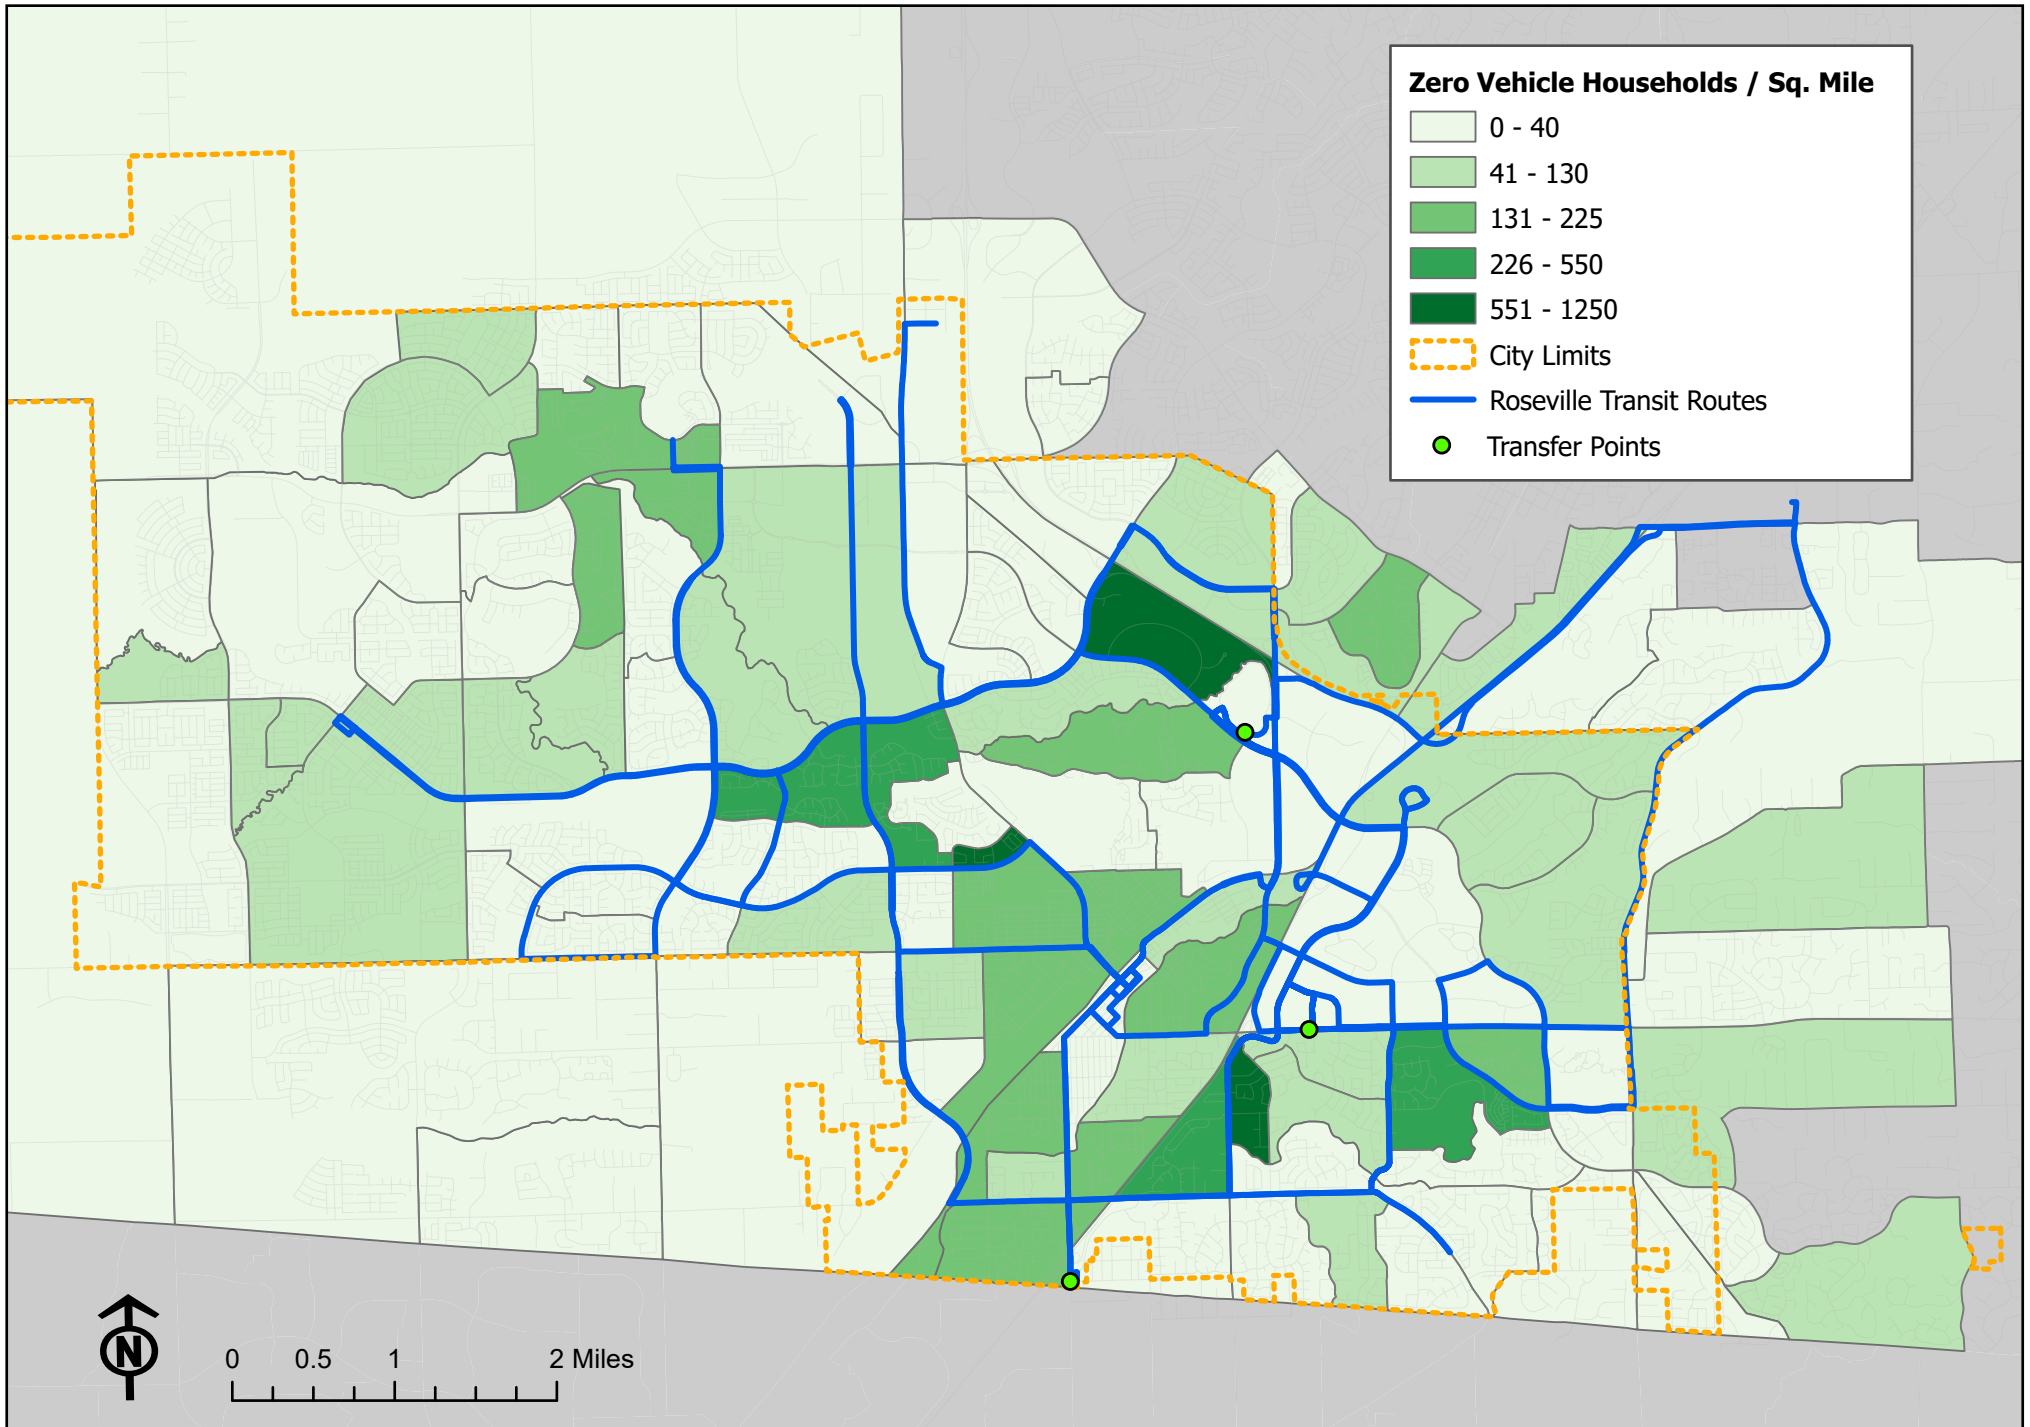 Zero Vehicle Households / Sq. Mile
0 - 40
41 - 130
131 - 225
226 - 550
551 - 1250
City Limits
Roseville Transit Routes
Transfer Points
N
0 0.5 1 2 Miles